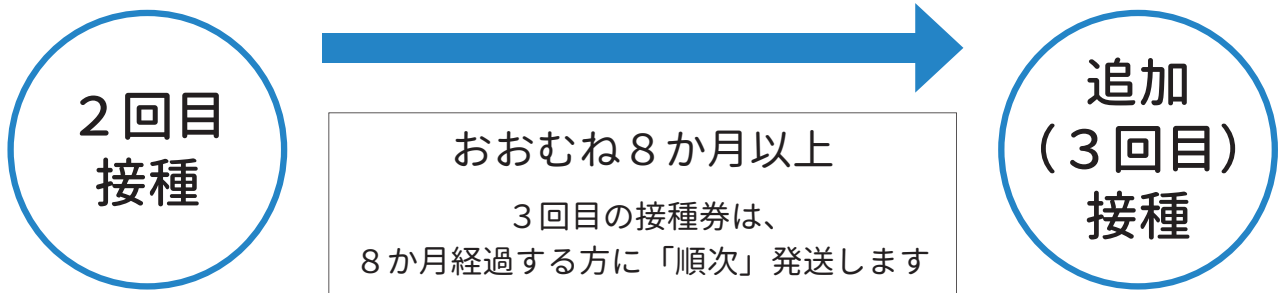 ２回目
接種
おおむね８か月以上
３回目の接種券は、
８か月経過する方に「順次」発送します
追加
（３回目）
接種